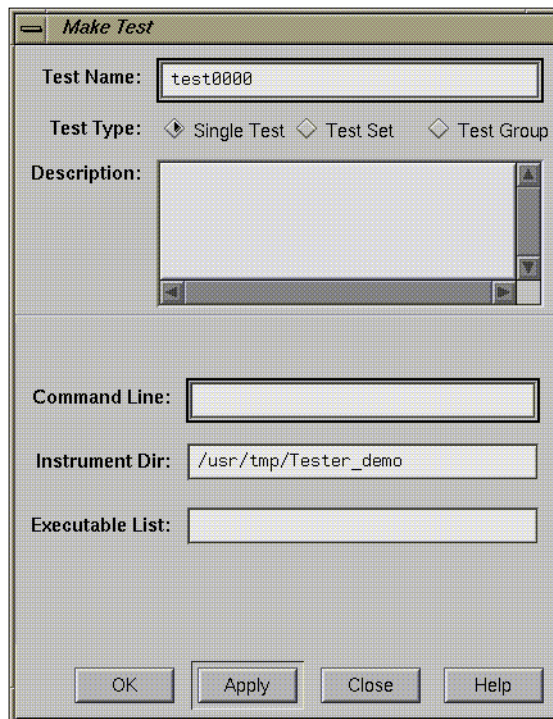 Make Test
Test Name: test0000
Test Type: Single Test Test Set Test Group
Description:
Command Line:
Instrument Dir: /usr/tmp/Tester_demo
Executable List:
OK Apply Close Help